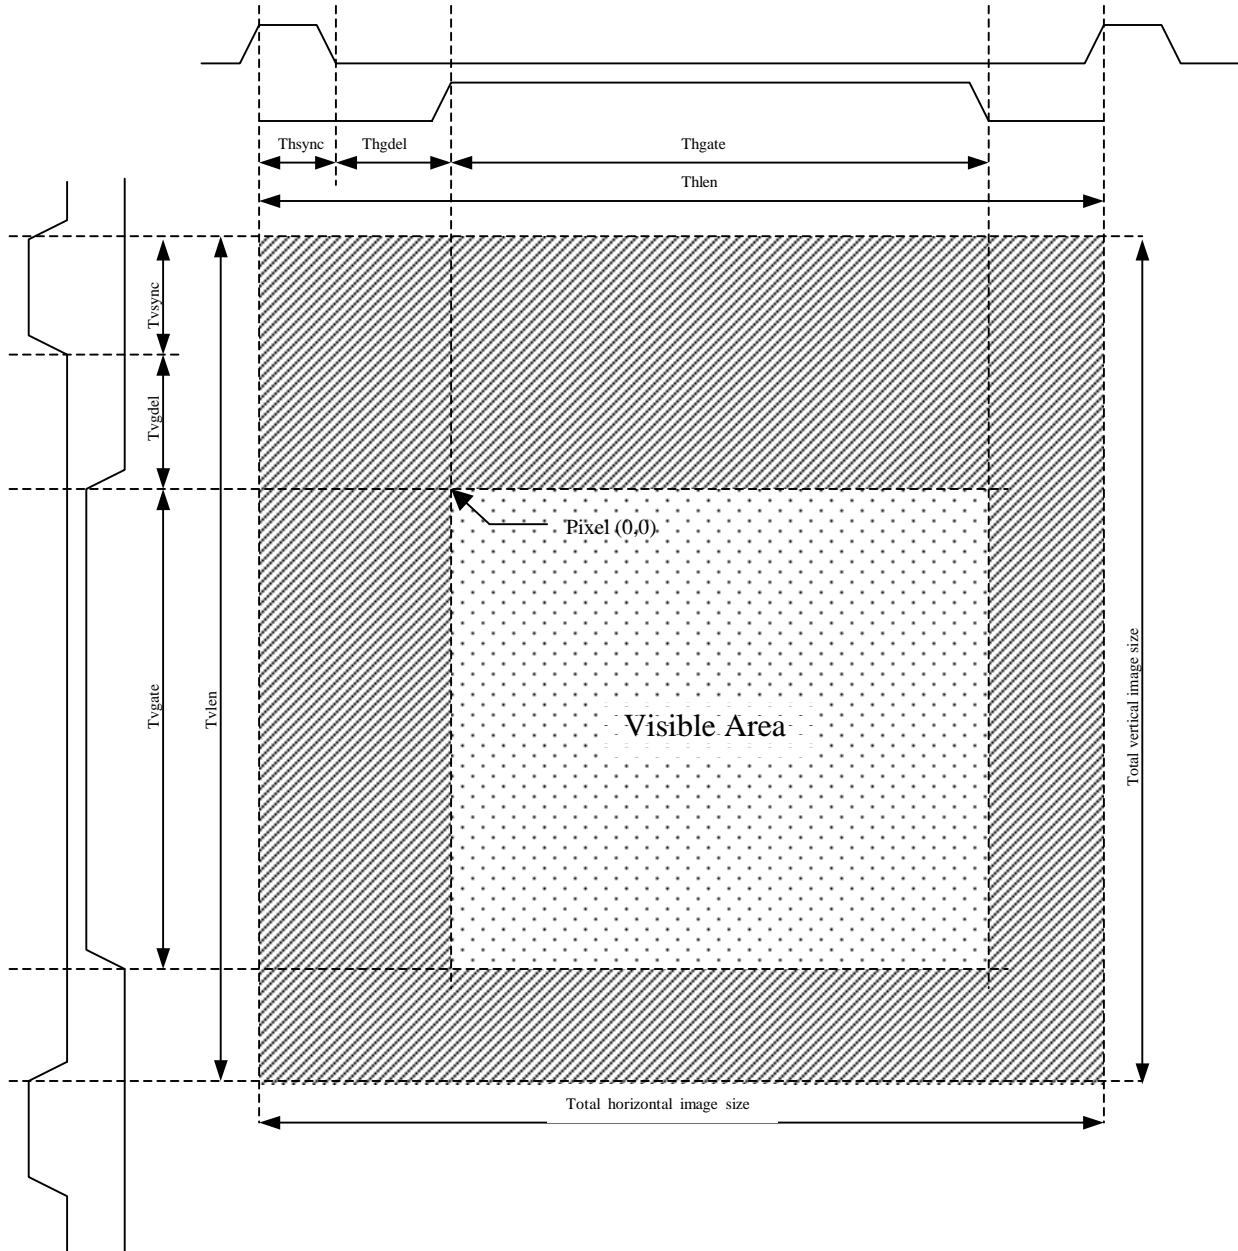 Thsync Thgdel Thgate
Thlen
Tvsync
Tvgdel
Tvgate
Tvlen
Pixel (0,0)
Visible Area
Total vertical image size
Total horizontal image size